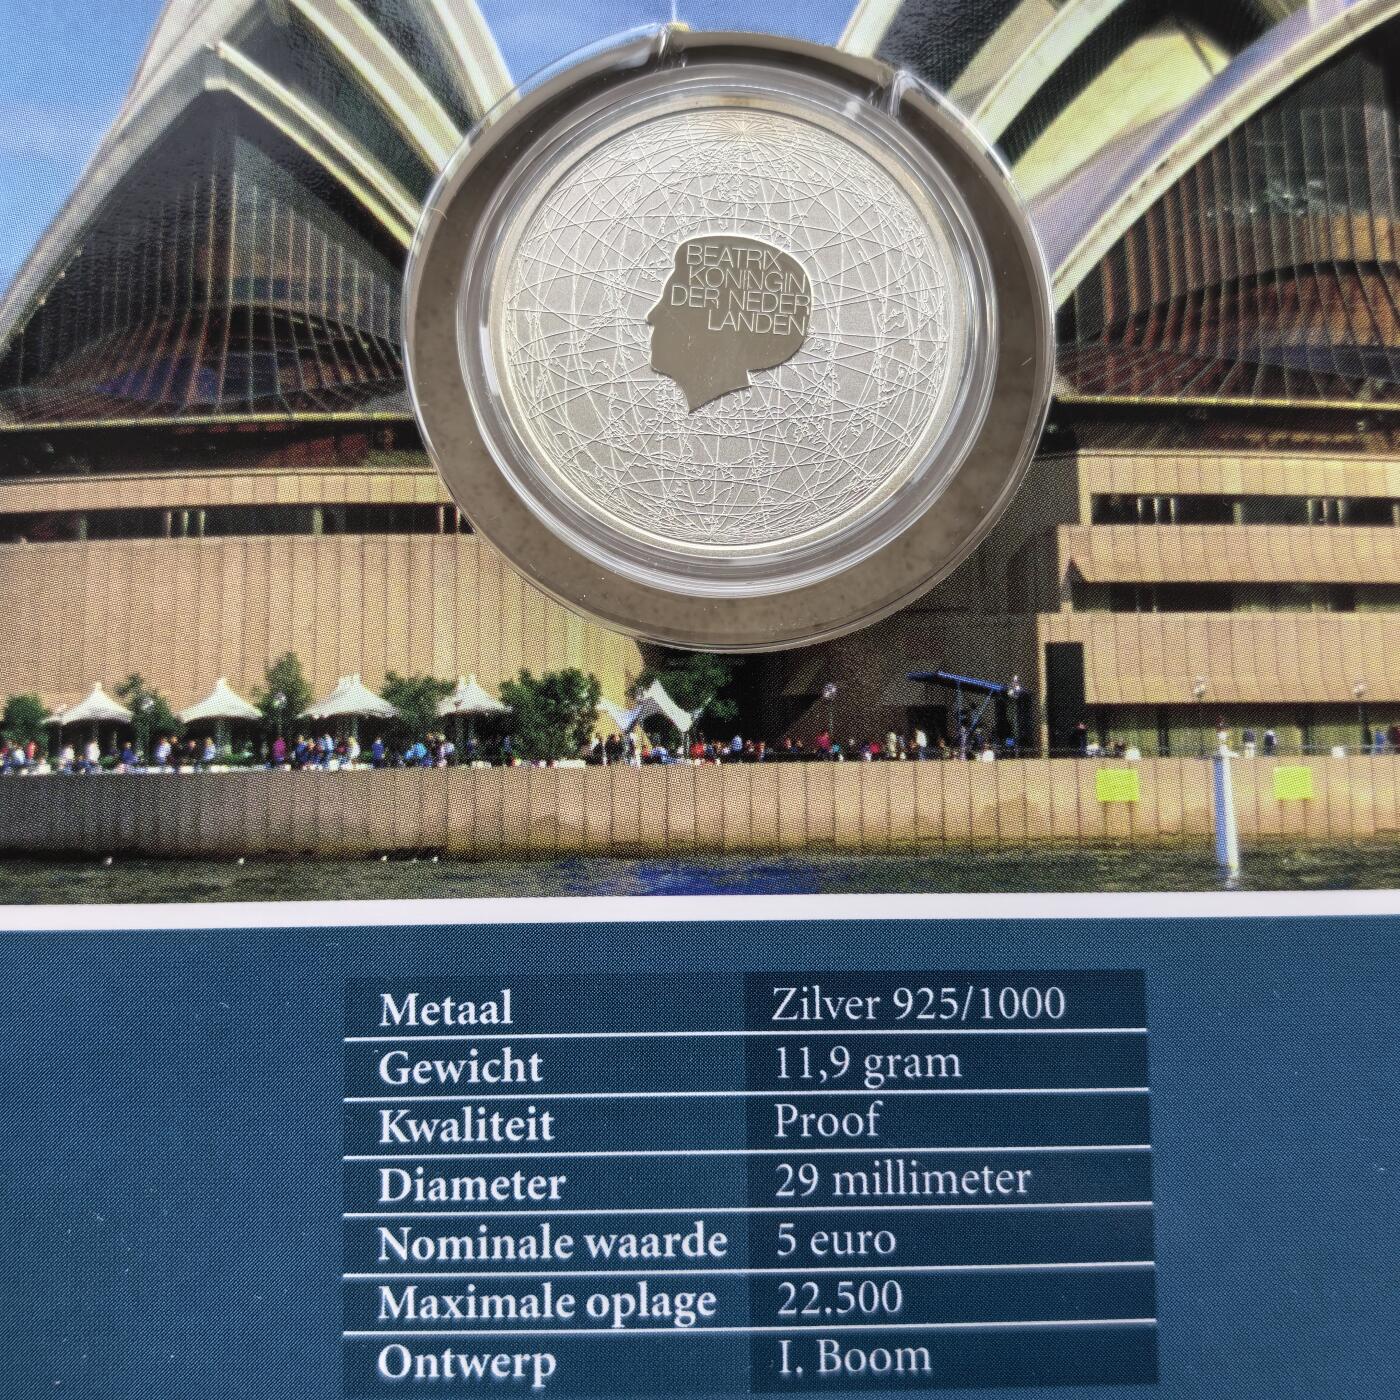 BEATRIX
KONINGIN
DER NEDER
LANDEN
Metaal Zilver 925/1000
Gewicht 11,9 gram
Kwaliteit Proof
Diameter 29 millimeter
Nominale waarde 5 euro
Maximale oplage 22.500
Ontwerp I. Boom